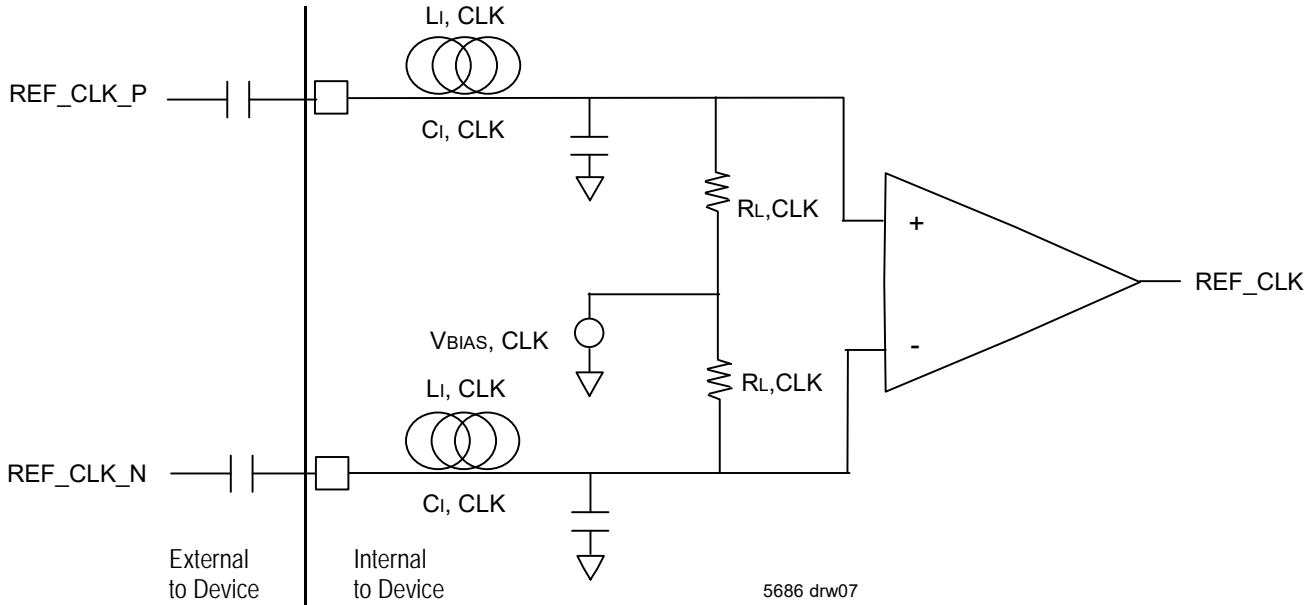 LI, CLK
REF_CLK_P
CI, CLK
RL,CLK
+
REF_CLK
-
VBIAS, CLK
RL,CLK
LI, CLK
REF_CLK_N
CI, CLK
External
to Device
Internal
to Device
5686 drw07